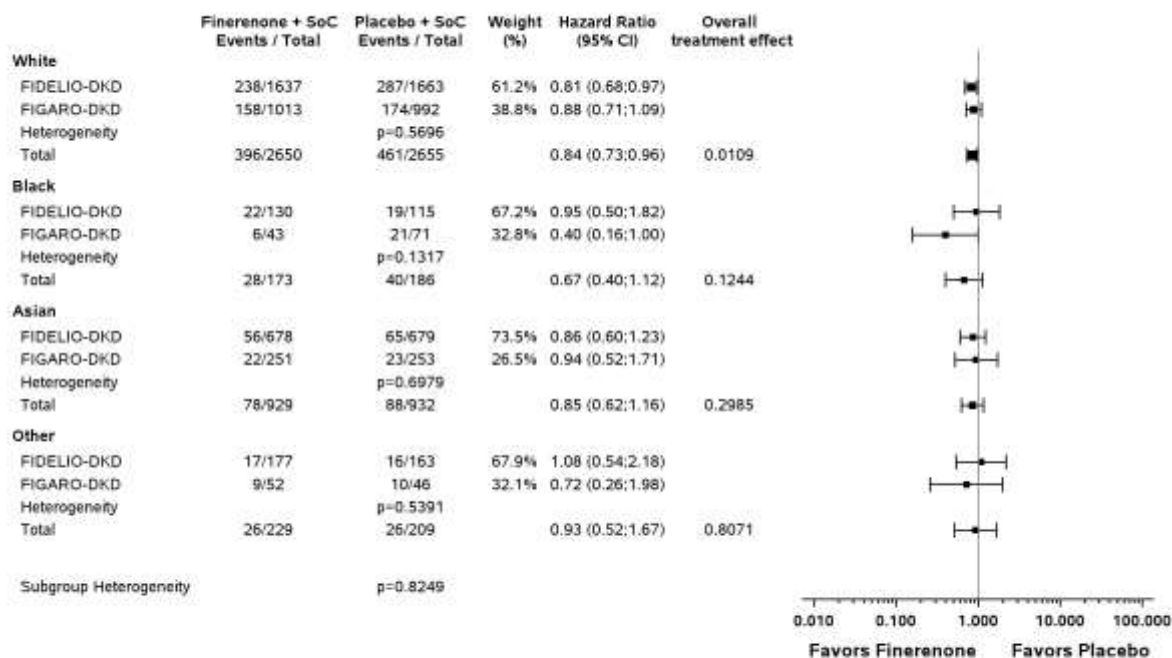 Finerenone + SoC Placebo + SoC Weight Hazard Ratio Overall
Events / Total Events / Total (%) (95% CI) treatment effect
White
FIDELIO-DKD 238/1637 287/1663 61.2% 0.81 (0.68;0.97)
FIGARO-DKD 158/1013 174/992 38.8% 0.88 (0.71;1.09)
Heterogeneity p=0.5696
Total 396/2650 461/2655 0.84 (0.73;0.96) 0.0109
Black
FIDELIO-DKD 22/130 19/115 67.2% 0.95 (0.50;1.82)
FIGARO-DKD 6/43 21/71 32.8% 0.40 (0.16;1.00)
Heterogeneity p=0.1317
Total 28/173 40/186 0.67 (0.40;1.12) 0.1244
Asian
FIDELIO-DKD 56/678 65/679 73.5% 0.86 (0.60;1.23)
FIGARO-DKD 22/251 23/253 26.5% 0.94 (0.52;1.71)
Heterogeneity p=0.6979
Total 78/929 88/932 0.85 (0.62;1.16) 0.2985
Other
FIDELIO-DKD 17/177 16/163 67.9% 1.08 (0.54;2.18)
FIGARO-DKD 9/52 10/46 32.1% 0.72 (0.26;1.98)
Heterogeneity p=0.5391
Total 26/229 26/209 0.93 (0.52;1.67) 0.8071
Subgroup Heterogeneity p=0.8249
0.010 0.100 1.000 10.000 100.000
Favors Finerenone Favors Placebo